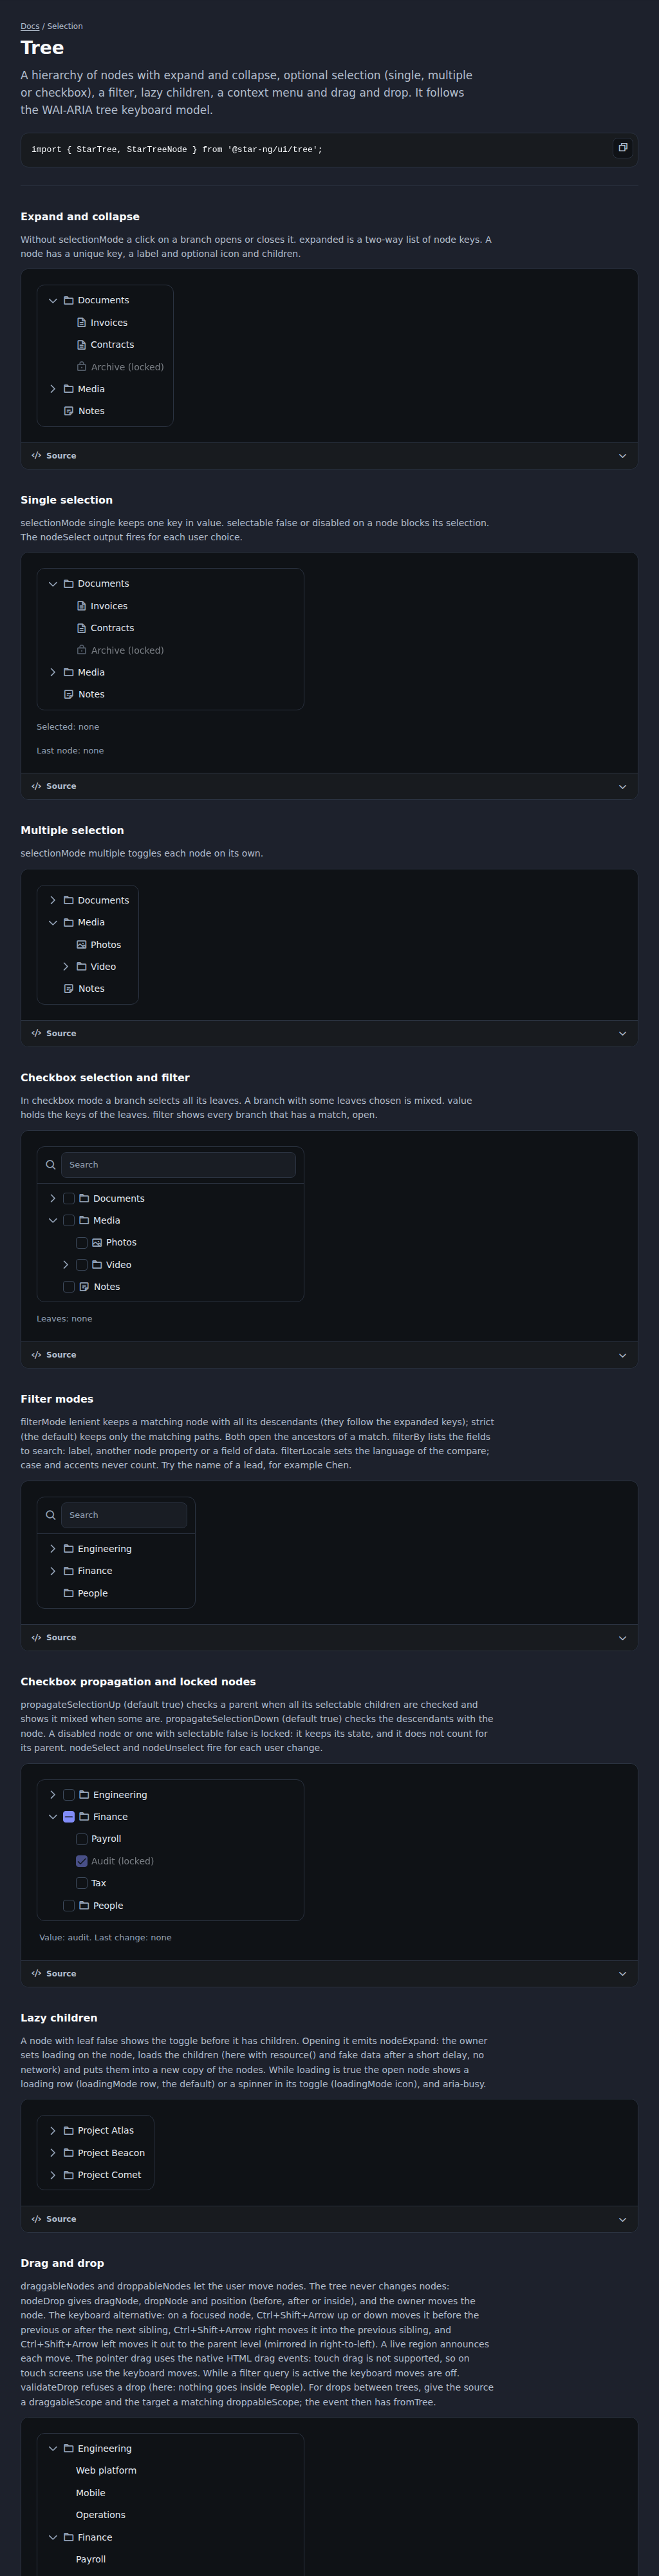 Docs / Selection
Tree
A hierarchy of nodes with expand and collapse, optional selection (single, multiple
or checkbox), a filter, lazy children, a context menu and drag and drop. It follows
the WAI-ARIA tree keyboard model.
import { StarTree, StarTreeNode } from '@star-ng/ui/tree';
Expand and collapse
Without selectionMode a click on a branch opens or closes it. expanded is a two-way list of node keys. A
node has a unique key, a label and optional icon and children.
Documents
Invoices
Contracts
Archive (locked)
Media
Notes
Source
Single selection
selectionMode single keeps one key in value. selectable false or disabled on a node blocks its selection.
The nodeSelect output fires for each user choice.
Documents
Invoices
Contracts
Archive (locked)
Media
Notes
Selected: none
Last node: none
Source
Multiple selection
selectionMode multiple toggles each node on its own.
Documents
Media
Photos
Video
Notes
Source
Checkbox selection and filter
In checkbox mode a branch selects all its leaves. A branch with some leaves chosen is mixed. value
holds the keys of the leaves. filter shows every branch that has a match, open.
Search
Documents
Media
Photos
Video
Notes
Leaves: none
Source
Filter modes
filterMode lenient keeps a matching node with all its descendants (they follow the expanded keys); strict
(the default) keeps only the matching paths. Both open the ancestors of a match. filterBy lists the fields
to search: label, another node property or a field of data. filterLocale sets the language of the compare;
case and accents never count. Try the name of a lead, for example Chen.
Search
Engineering
Finance
People
Source
Checkbox propagation and locked nodes
propagateSelectionUp (default true) checks a parent when all its selectable children are checked and
shows it mixed when some are. propagateSelectionDown (default true) checks the descendants with the
node. A disabled node or one with selectable false is locked: it keeps its state, and it does not count for
its parent. nodeSelect and nodeUnselect fire for each user change.
Engineering
Finance
Payroll
Audit (locked)
Tax
People
Value: audit. Last change: none
Source
Lazy children
A node with leaf false shows the toggle before it has children. Opening it emits nodeExpand: the owner
sets loading on the node, loads the children (here with resource() and fake data after a short delay, no
network) and puts them into a new copy of the nodes. While loading is true the open node shows a
loading row (loadingMode row, the default) or a spinner in its toggle (loadingMode icon), and aria-busy.
Project Atlas
Project Beacon
Project Comet
Source
Drag and drop
draggableNodes and droppableNodes let the user move nodes. The tree never changes nodes:
nodeDrop gives dragNode, dropNode and position (before, after or inside), and the owner moves the
node. The keyboard alternative: on a focused node, Ctrl+Shift+Arrow up or down moves it before the
previous or after the next sibling, Ctrl+Shift+Arrow right moves it into the previous sibling, and
Ctrl+Shift+Arrow left moves it out to the parent level (mirrored in right-to-left). A live region announces
each move. The pointer drag uses the native HTML drag events: touch drag is not supported, so on
touch screens use the keyboard moves. While a filter query is active the keyboard moves are off.
validateDrop refuses a drop (here: nothing goes inside People). For drops between trees, give the source
a draggableScope and the target a matching droppableScope; the event then has fromTree.
Engineering
Web platform
Mobile
Operations
Finance
Payroll